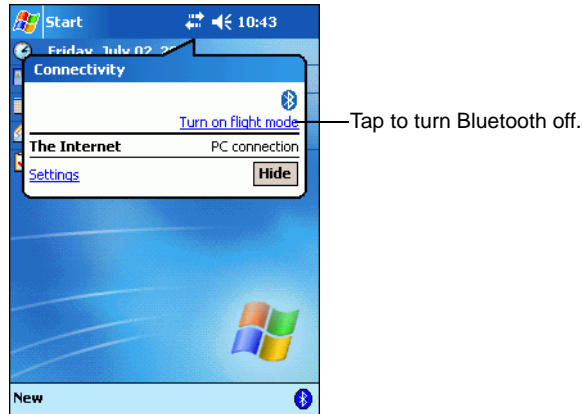 Start 10:43
Friday, July 02, 20
Connectivity
Turn on flight mode
Tap to turn Bluetooth off.
The Internet PC connection
Settings Hide
New